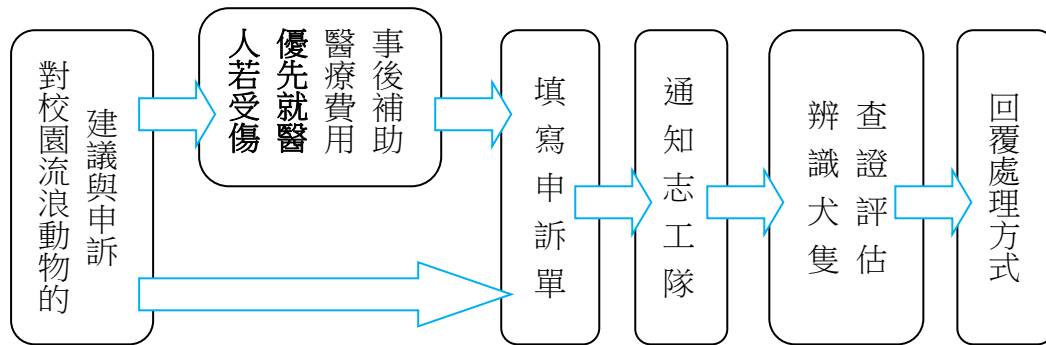 對校園流浪動物的
建議與申訴
人若受傷
優先就醫
醫療費用
事後補助
填寫申訴單
通知志工隊
辨識犬隻
查證評估
回覆處理方式